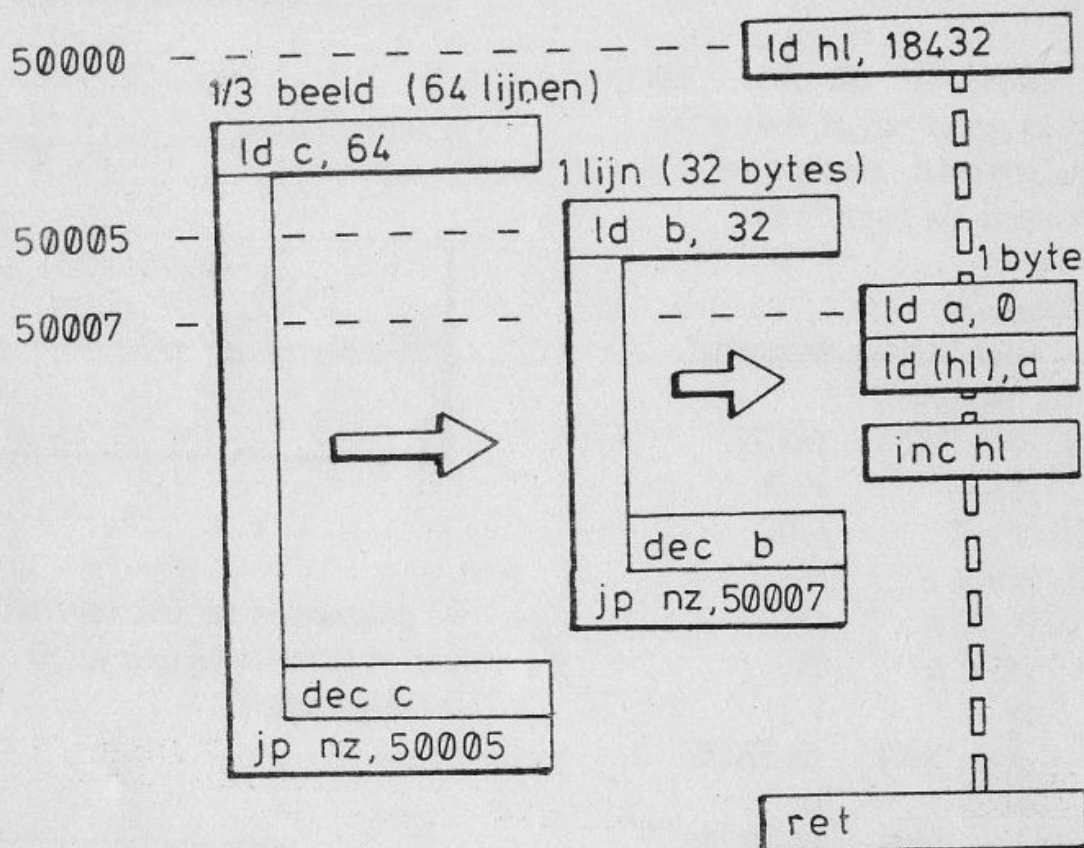 50000
ld hl, 18432
1/3 beeld (64 lijnen)
ld c, 64
1 lijn (32 bytes)
50005
ld b, 32
1 byte
50007
ld a, 0
ld (hl), a
inc hl
dec b
jp nz, 50007
dec c
jp nz, 50005
ret